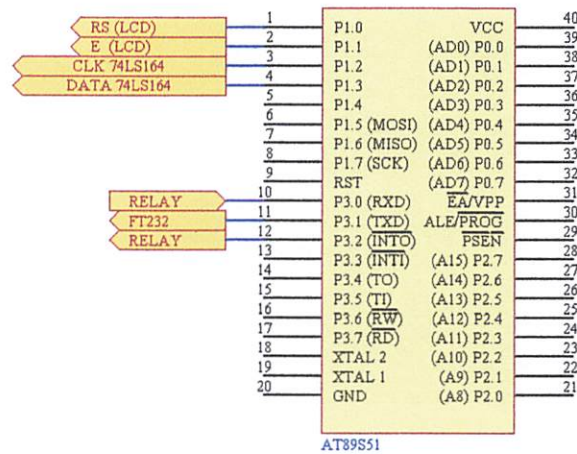 RS (LCD) 1 P1.0 VCC 40
E (LCD) 2 P1.1 (AD0) P0.0 39
CLK 74LS164 3 P1.2 (AD1) P0.1 38
DATA 74LS164 4 P1.3 (AD2) P0.2 37
5 P1.4 (AD3) P0.3 36
6 P1.5 (MOSI) (AD4) P0.4 35
7 P1.6 (MISO) (AD5) P0.5 34
8 P1.7 (SCK) (AD6) P0.6 33
9 RST (AD7) P0.7 32
RELAY 10 P3.0 (RXD) EA/VPP 31
FT232 11 P3.1 (TXD) ALE/PROG 30
RELAY 12 P3.2 (INTO) PSEN 29
13 P3.3 (INTI) (A15) P2.7 28
14 P3.4 (TO) (A14) P2.6 27
15 P3.5 (TI) (A13) P2.5 26
16 P3.6 (RW) (A12) P2.4 25
17 P3.7 (RD) (A11) P2.3 24
18 XTAL 2 (A10) P2.2 23
19 XTAL 1 (A9) P2.1 22
20 GND (A8) P2.0 21
AT89S51